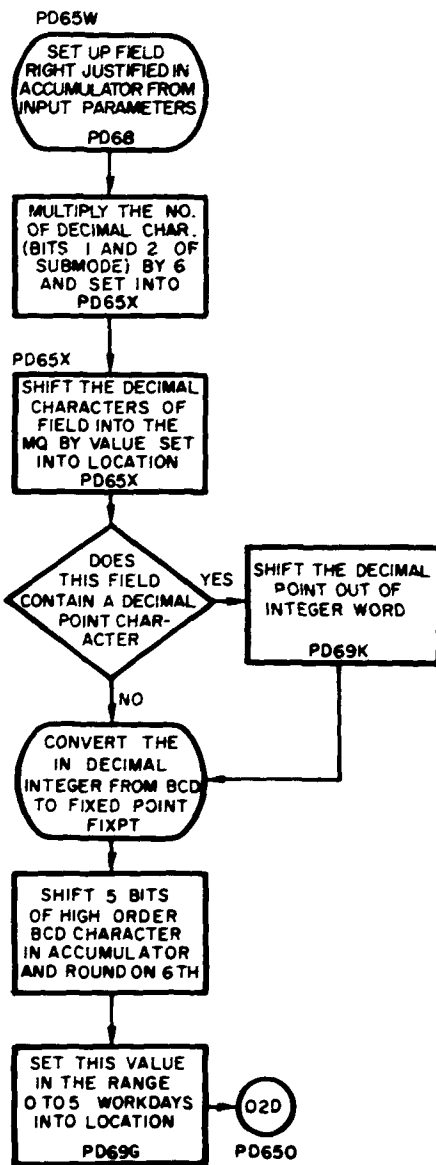 PD65W
SET UP FIELD
RIGHT JUSTIFIED IN
ACCUMULATOR FROM
INPUT PARAMETERS
PD68
MULTIPLY THE NO.
OF DECIMAL CHAR.
(BITS 1 AND 2 OF
SUBMODE) BY 6
AND SET INTO
PD65X
PD65X
SHIFT THE DECIMAL
CHARACTERS OF
FIELD INTO THE
MQ BY VALUE SET
INTO LOCATION
PD65X
DOES
THIS FIELD
CONTAIN A DECIMAL
POINT CHAR-
ACTER
YES
SHIFT THE DECIMAL
POINT OUT OF
INTEGER WORD
PD69K
NO
CONVERT THE
IN DECIMAL
INTEGER FROM BCD
TO FIXED POINT
FIXPT
SHIFT 5 BITS
OF HIGH ORDER
BCD CHARACTER
IN ACCUMULATOR
AND ROUND ON 6TH
SET THIS VALUE
IN THE RANGE
0 TO 5 WORKDAYS
INTO LOCATION
PD69G
02D
PD650